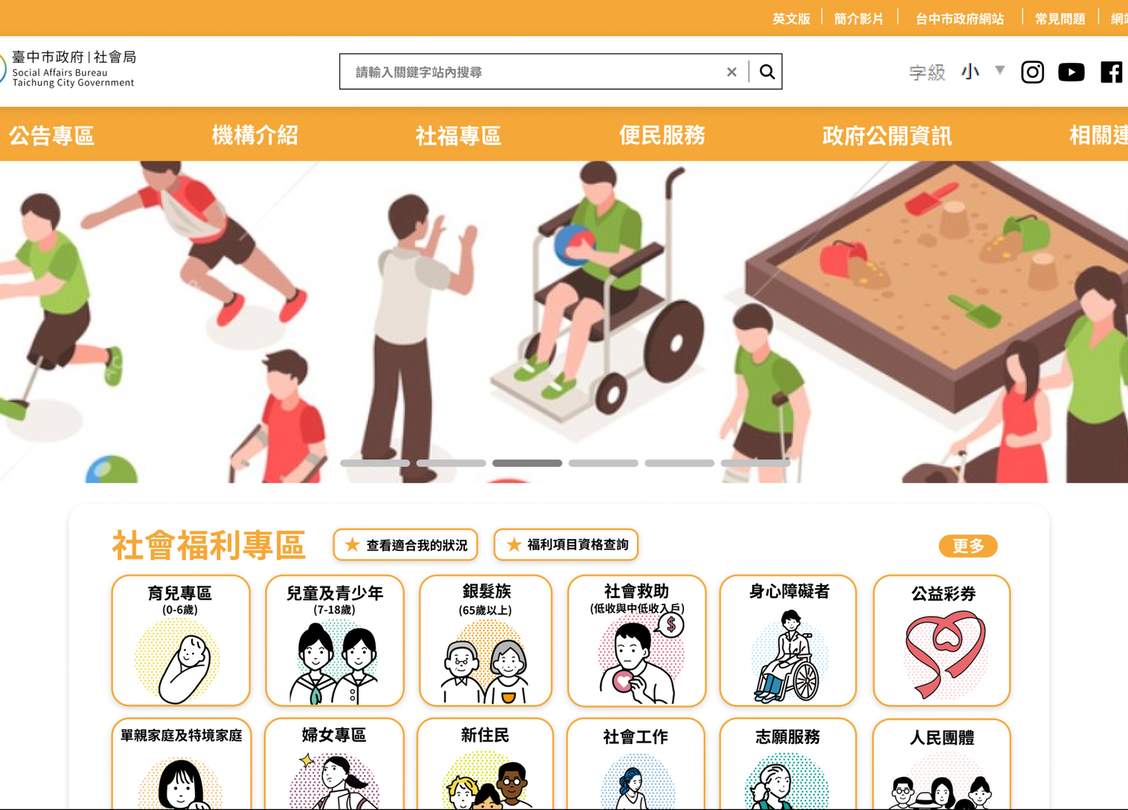 英文版 簡介影片 台中市政府網站 常見問題 網
臺中市政府|社會局
Social Affairs Bureau
Taichung City Government
請輸入關鍵字站內搜尋
字級 小
公告專區 機構介紹 社福專區 便民服務 政府公開資訊 相關連
社會福利專區 查看適合我的狀況 福利項目資格查詢 更多
育兒專區
(0-6歲)
兒童及青少年
(7-18歲)
銀髮族
(65歲以上)
社會救助
(低收與中低收入戶)
身心障礙者
公益彩券
單親家庭及特境家庭
婦女專區
新住民
社會工作
志願服務
人民團體